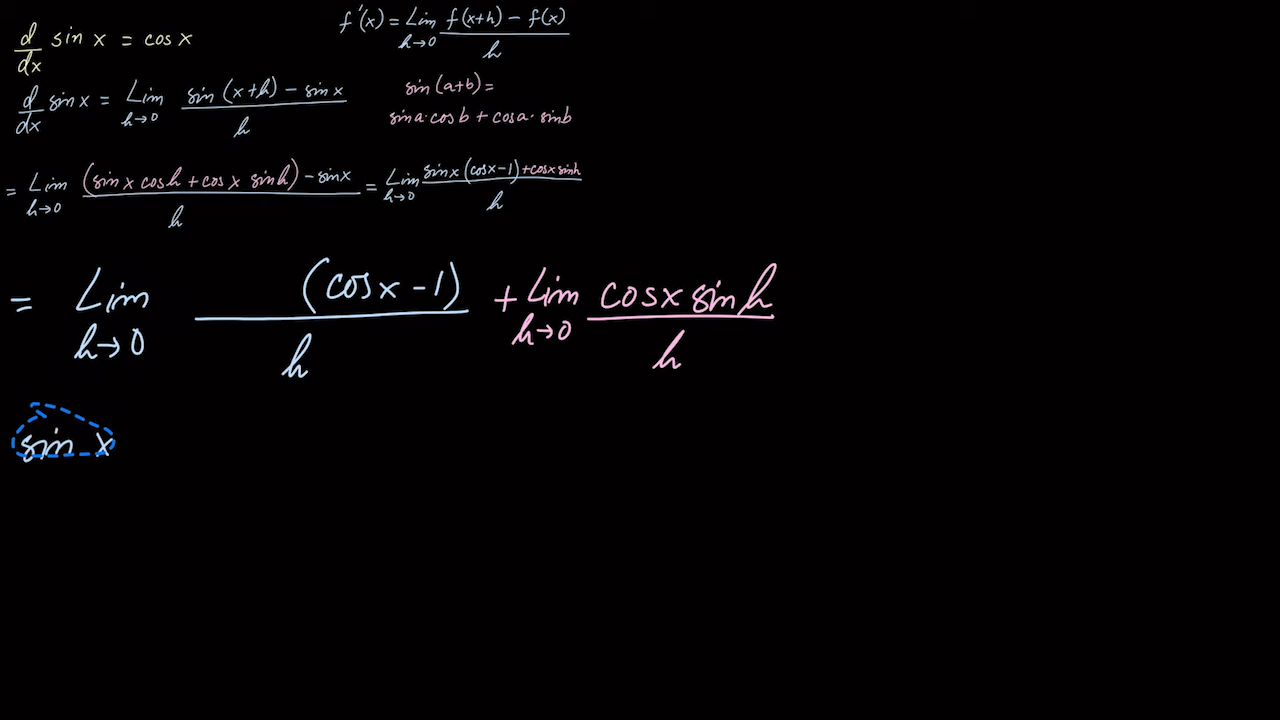 d/dx sin x = cos x
f'(x) = Lim h→0 f(x+h) − f(x) / h
d/dx sin x = Lim h→0 sin (x+h) − sin x / h
sin (a+b) =
sin a · cos b + cos a · sin b
= Lim h→0 (sin x cos h + cos x sin h) − sin x / h = Lim h→0 sin x (cos x − 1) + cos x sin h / h
= Lim h→0 (cos x − 1) / h + Lim h→0 cos x sin h / h
sin x